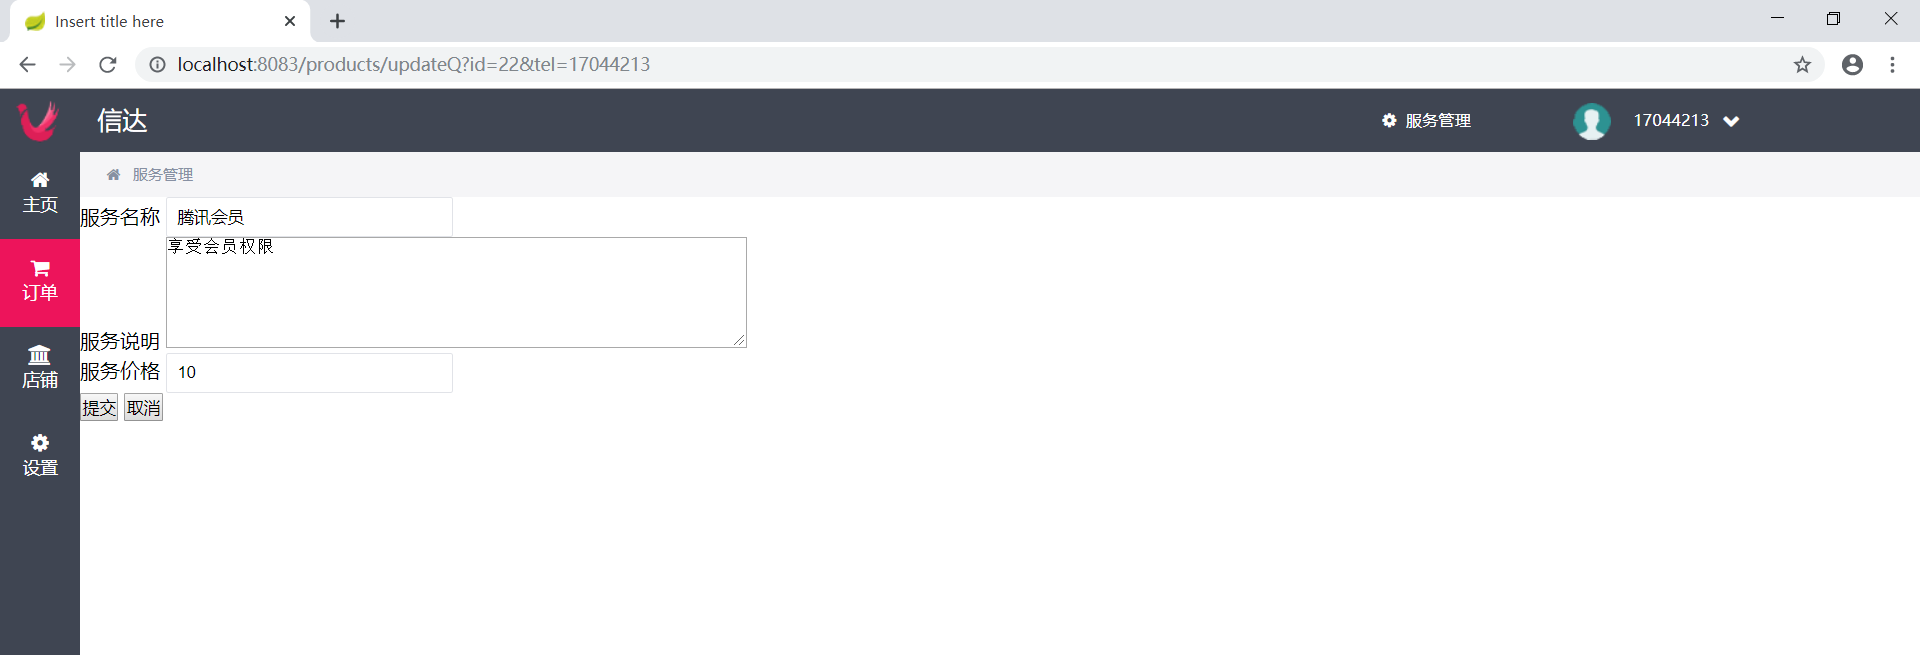 Insert title here
localhost:8083/products/updateQ?id=22&tel=17044213
信达
服务管理
17044213
主页
订单
店铺
设置
服务管理
服务名称 腾讯会员
享受会员权限
服务说明
服务价格 10
提交 取消